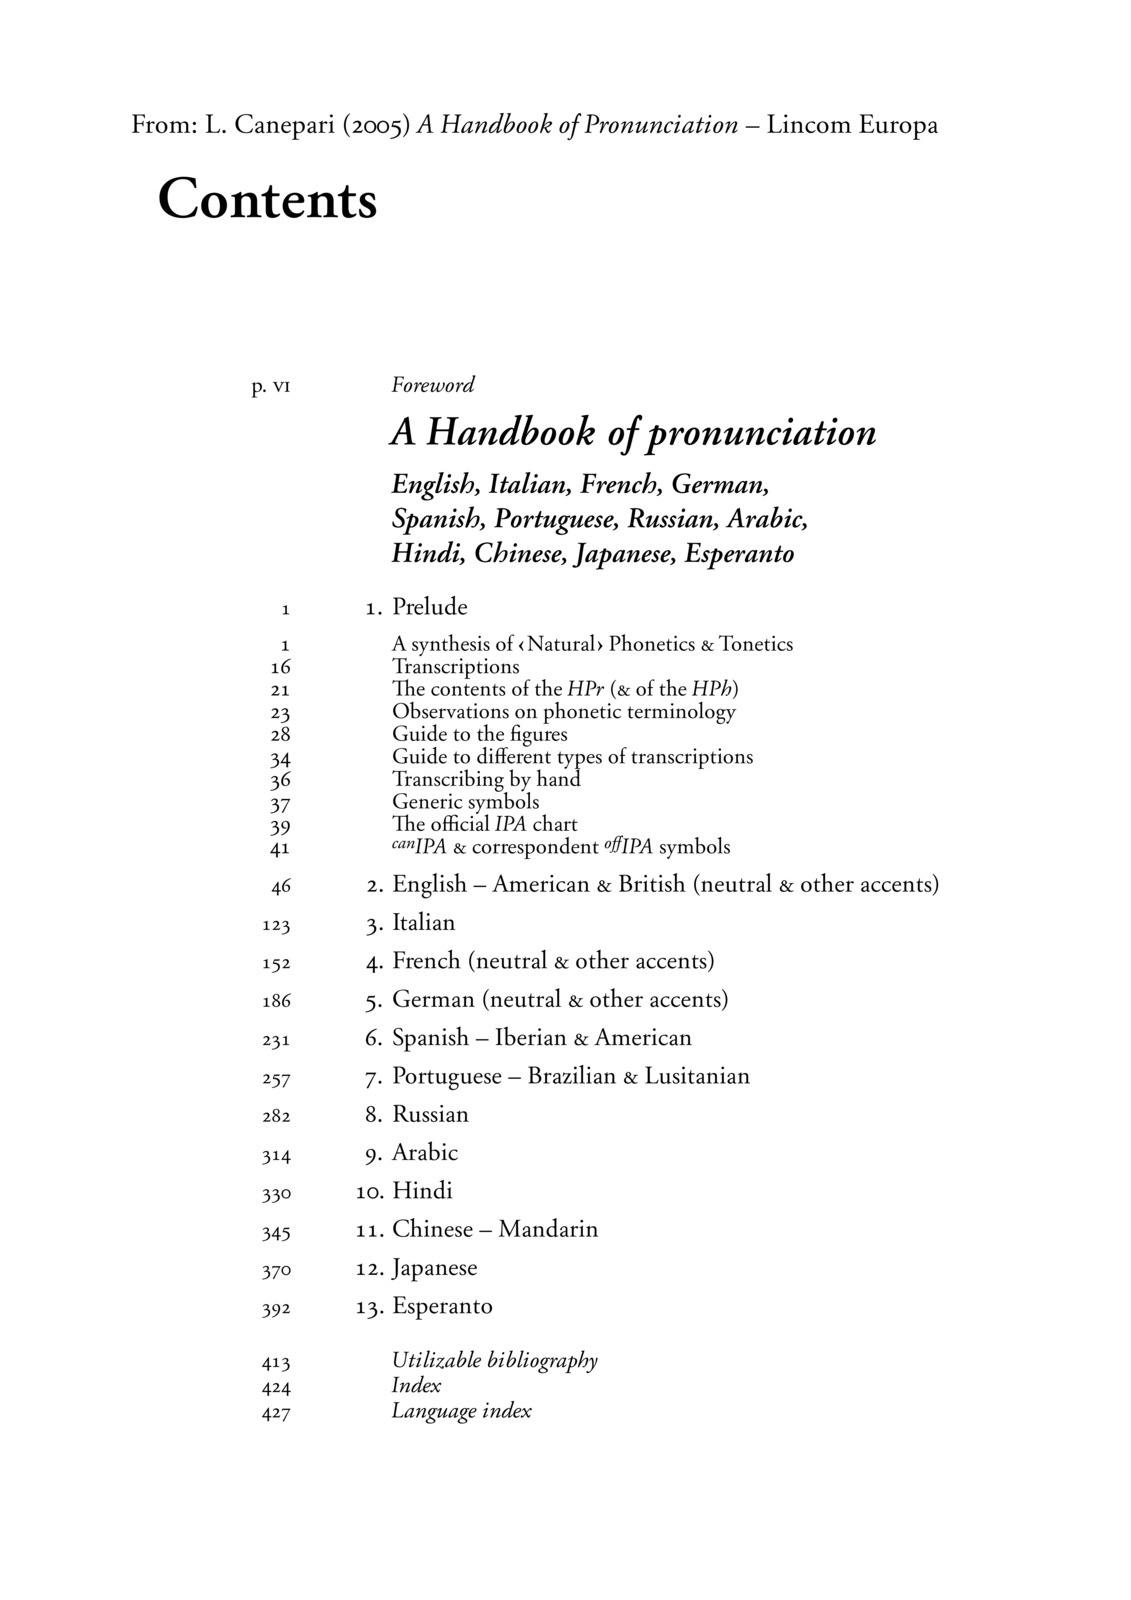 From: L. Canepari (2005) A Handbook of Pronunciation – Lincom Europa
Contents
p. VI Foreword
A Handbook of pronunciation
English, Italian, French, German,
Spanish, Portuguese, Russian, Arabic,
Hindi, Chinese, Japanese, Esperanto
1 1. Prelude
1 A synthesis of ‹Natural› Phonetics & Tonetics
16 Transcriptions
21 The contents of the HPr (& of the HPh)
23 Observations on phonetic terminology
28 Guide to the figures
34 Guide to different types of transcriptions
36 Transcribing by hand
37 Generic symbols
39 The official IPA chart
41 canIPA & correspondent offIPA symbols
46 2. English – American & British (neutral & other accents)
123 3. Italian
152 4. French (neutral & other accents)
186 5. German (neutral & other accents)
231 6. Spanish – Iberian & American
257 7. Portuguese – Brazilian & Lusitanian
282 8. Russian
314 9. Arabic
330 10. Hindi
345 11. Chinese – Mandarin
370 12. Japanese
392 13. Esperanto
413 Utilizable bibliography
424 Index
427 Language index